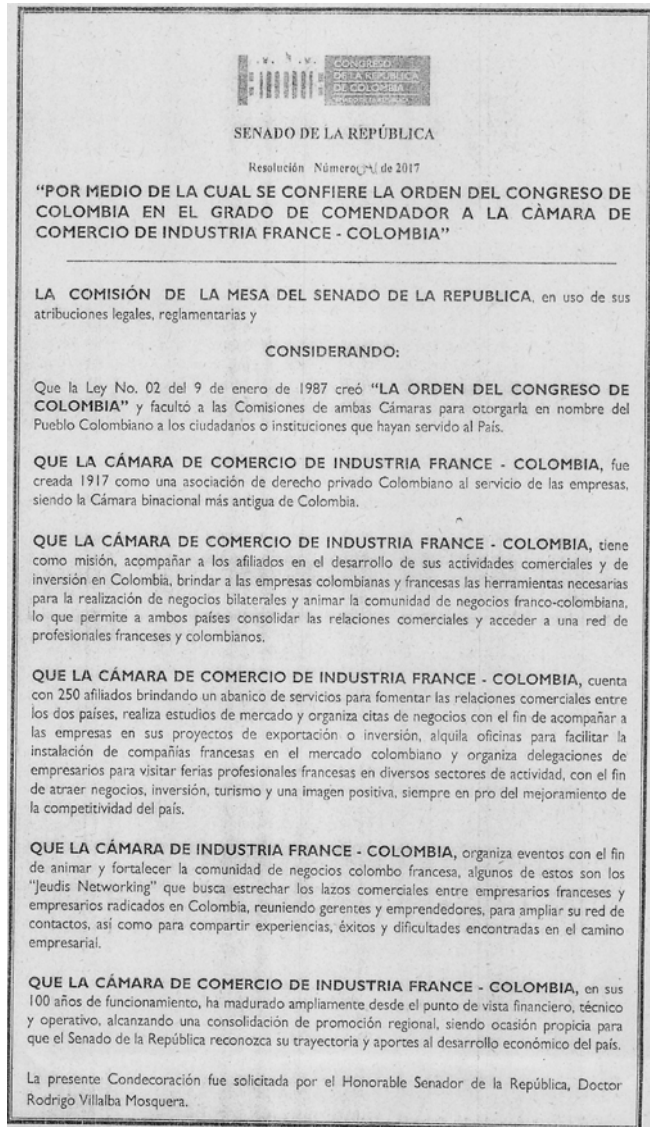 CONGRESO
DE LA REPÚBLICA
DE COLOMBIA
SENADO DE LA REPÚBLICA
Resolución Número de 2017
"POR MEDIO DE LA CUAL SE CONFIERE LA ORDEN DEL CONGRESO DE
COLOMBIA EN EL GRADO DE COMENDADOR A LA CÀMARA DE
COMERCIO DE INDUSTRIA FRANCE - COLOMBIA"
LA COMISIÓN DE LA MESA DEL SENADO DE LA REPUBLICA, en uso de sus
atribuciones legales, reglamentarias y
CONSIDERANDO:
Que la Ley No. 02 del 9 de enero de 1987 creó "LA ORDEN DEL CONGRESO DE
COLOMBIA" y facultó a las Comisiones de ambas Cámaras para otorgarla en nombre del
Pueblo Colombiano a los ciudadanos o instituciones que hayan servido al País.
QUE LA CÁMARA DE COMERCIO DE INDUSTRIA FRANCE - COLOMBIA, fue
creada 1917 como una asociación de derecho privado Colombiano al servicio de las empresas,
siendo la Cámara binacional más antigua de Colombia.
QUE LA CÁMARA DE COMERCIO DE INDUSTRIA FRANCE - COLOMBIA, tiene
como misión, acompañar a los afiliados en el desarrollo de sus actividades comerciales y de
inversión en Colombia, brindar a las empresas colombianas y francesas las herramientas necesarias
para la realización de negocios bilaterales y animar la comunidad de negocios franco-colombiana,
lo que permite a ambos países consolidar las relaciones comerciales y acceder a una red de
profesionales franceses y colombianos.
QUE LA CÁMARA DE COMERCIO DE INDUSTRIA FRANCE - COLOMBIA, cuenta
con 250 afiliados brindando un abanico de servicios para fomentar las relaciones comerciales entre
los dos países, realiza estudios de mercado y organiza citas de negocios con el fin de acompañar a
las empresas en sus proyectos de exportación o inversión, alquila oficinas para facilitar la
instalación de compañías francesas en el mercado colombiano y organiza delegaciones de
empresarios para visitar ferias profesionales francesas en diversos sectores de actividad, con el fin
de atraer negocios, inversión, turismo y una imagen positiva, siempre en pro del mejoramiento de
la competitividad del país.
QUE LA CÁMARA DE INDUSTRIA FRANCE - COLOMBIA, organiza eventos con el fin
de animar y fortalecer la comunidad de negocios colombo francesa, algunos de estos son los
"Jeudis Networking" que busca estrechar los lazos comerciales entre empresarios franceses y
empresarios radicados en Colombia, reuniendo gerentes y emprendedores, para ampliar su red de
contactos, así como para compartir experiencias, éxitos y dificultades encontradas en el camino
empresarial.
QUE LA CÁMARA DE COMERCIO DE INDUSTRIA FRANCE - COLOMBIA, en sus
100 años de funcionamiento, ha madurado ampliamente desde el punto de vista financiero, técnico
y operativo, alcanzando una consolidación de promoción regional, siendo ocasión propicia para
que el Senado de la República reconozca su trayectoria y aportes al desarrollo económico del país.
La presente Condecoración fue solicitada por el Honorable Senador de la República, Doctor
Rodrigo Villalba Mosquera.